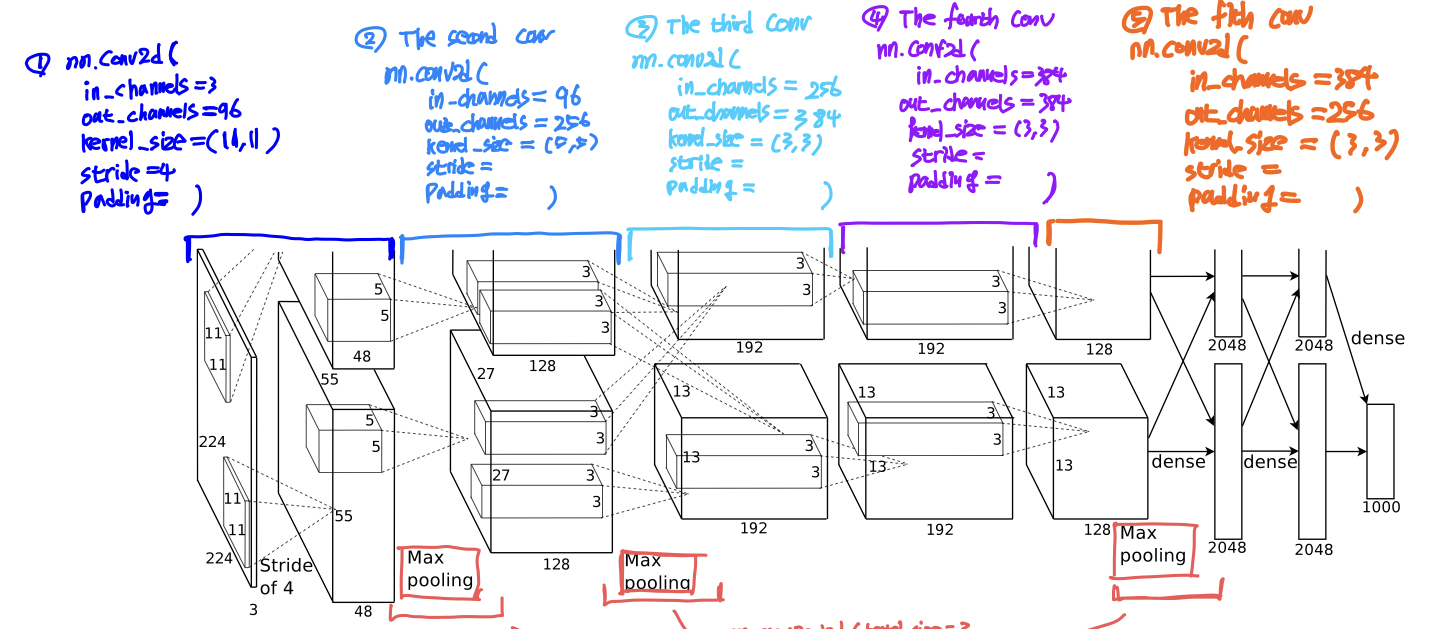 ① nn.Conv2d(
in_channels=3
out_channels=96
kernel_size=(11,11)
stride=4
Padding= )
② The second conv
nn.conv2d(
in_channels= 96
out_channels = 256
kernel_size = (5,5)
stride=
Padding= )
③ The third conv
nn.conv2d(
in_channels= 256
out_channels= 384
kernel_size= (3,3)
stride=
padding= )
④ The fourth conv
nn.Conv2d(
in_channels=384
out_channels= 384
kernel_size = (3,3)
stride=
padding= )
⑤ The fifth conv
nn.conv2d(
in_channels=384
out_channels=256
kernel_size = (3,3)
stride =
padding= )
11
11
11
11
224
224
3
Stride
of 4
5
5
48
55
5
5
55
48
3
3
3
128
27
3
3
27
3
3
128
Max
pooling
3
3
192
13
3
13
3
192
Max
pooling
3
3
192
13
3
3
13
192
128
13
13
128
Max
pooling
2048
2048
dense
dense
dense
2048
2048
1000